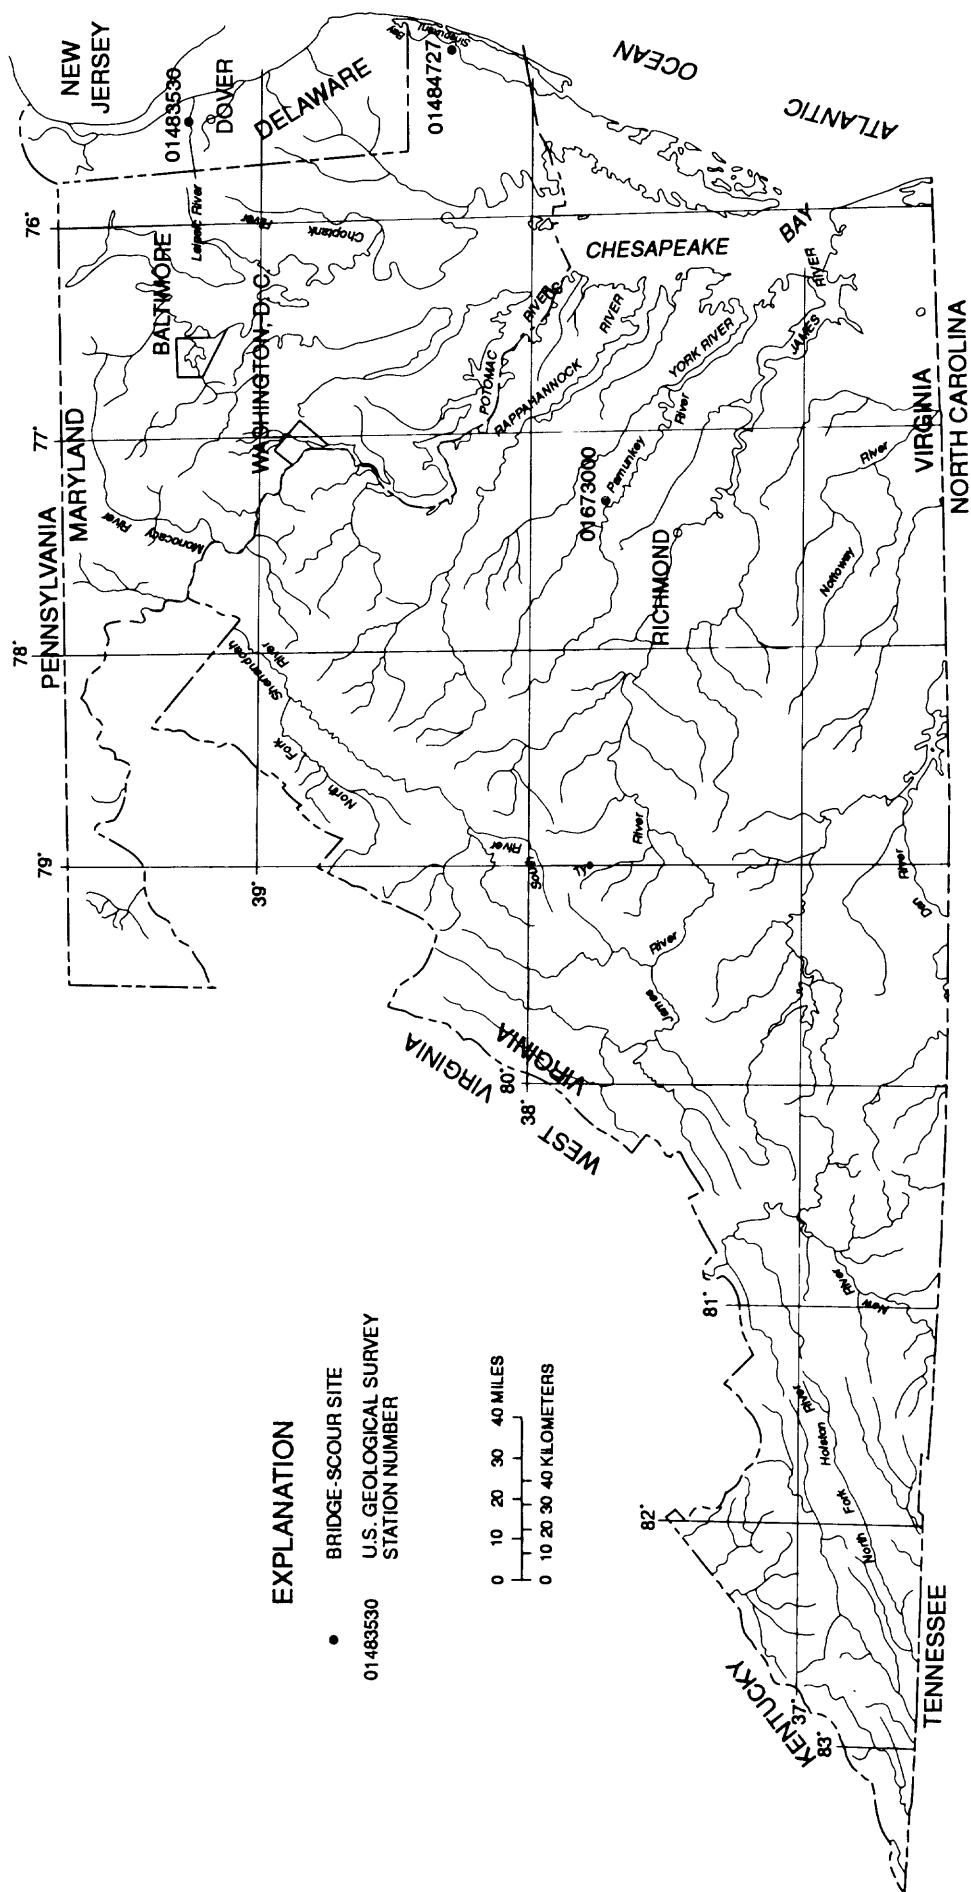 NEW
JERSEY
PENNSYLVANIA
MARYLAND
78°
77°
76°
79°
39°
BALTIMORE
01483530
DOVER
DELAWARE
Leipsic River
Choptank
River
Bay
01484727
WASHINGTON, D.C.
Monocacy
River
Shenandoah
River
North
Fork
OCEAN
ATLANTIC
CHESAPEAKE
BAY
POTOMAC
RIVER
RAPPAHANNOCK
RIVER
YORK RIVER
JAMES
RIVER
01673000
Pamunkey
River
RICHMOND
Nottoway
River
South
River
Tye
River
James
River
Dan
River
WEST
VIRGINIA
VIRGINIA
80°
38°
81°
82°
83°
37°
New
River
North
Fork
Holston
River
KENTUCKY
TENNESSEE
VIRGINIA
NORTH CAROLINA
EXPLANATION
BRIDGE-SCOUR SITE
01483530
U.S. GEOLOGICAL SURVEY
STATION NUMBER
0 10 20 30 40 MILES
0 10 20 30 40 KILOMETERS